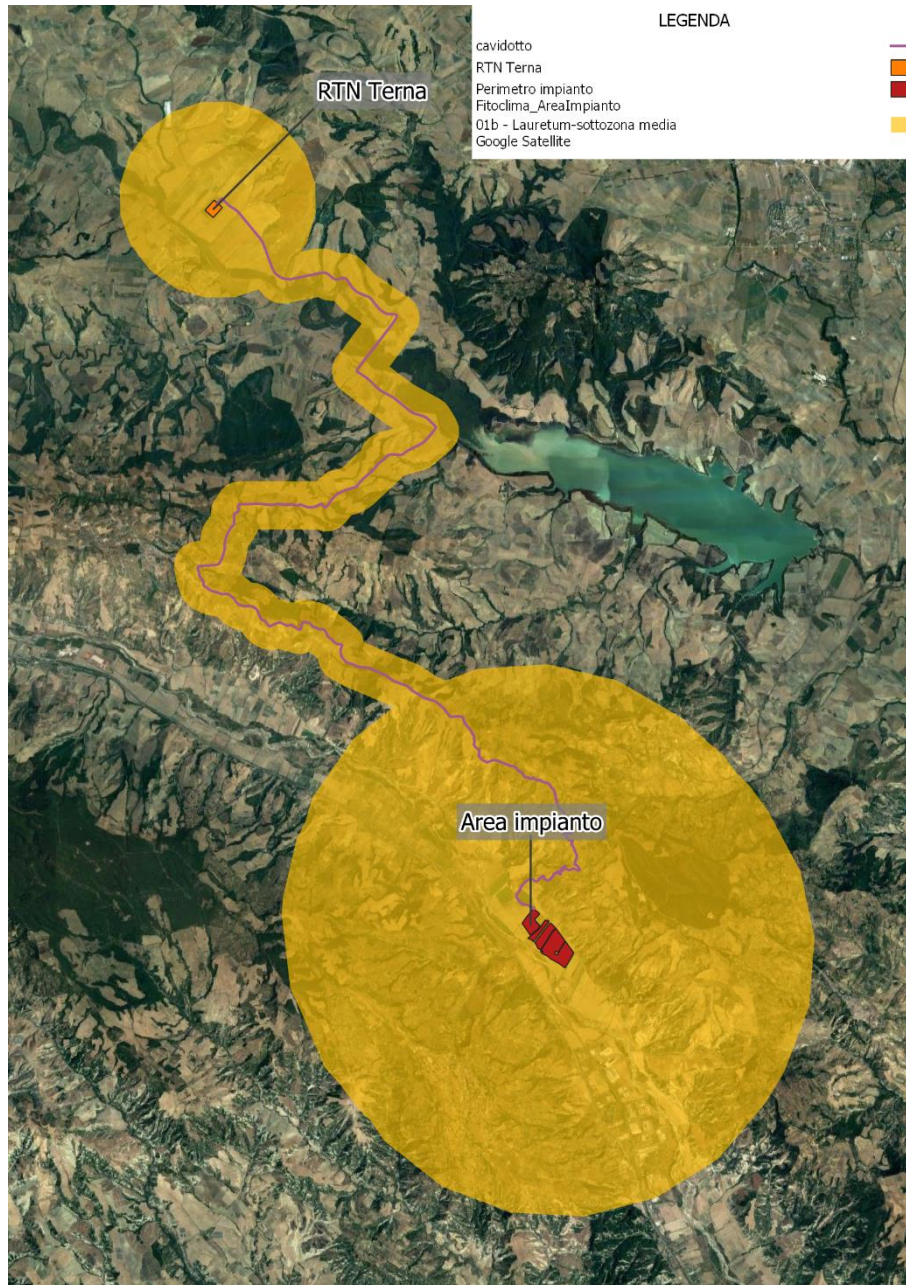 LEGENDA
cavidotto
RTN Terna
Perimetro impianto
Fitoclima_AreaImpianto
01b - Lauretum-sottozona media
Google Satellite
RTN Terna
Area impianto